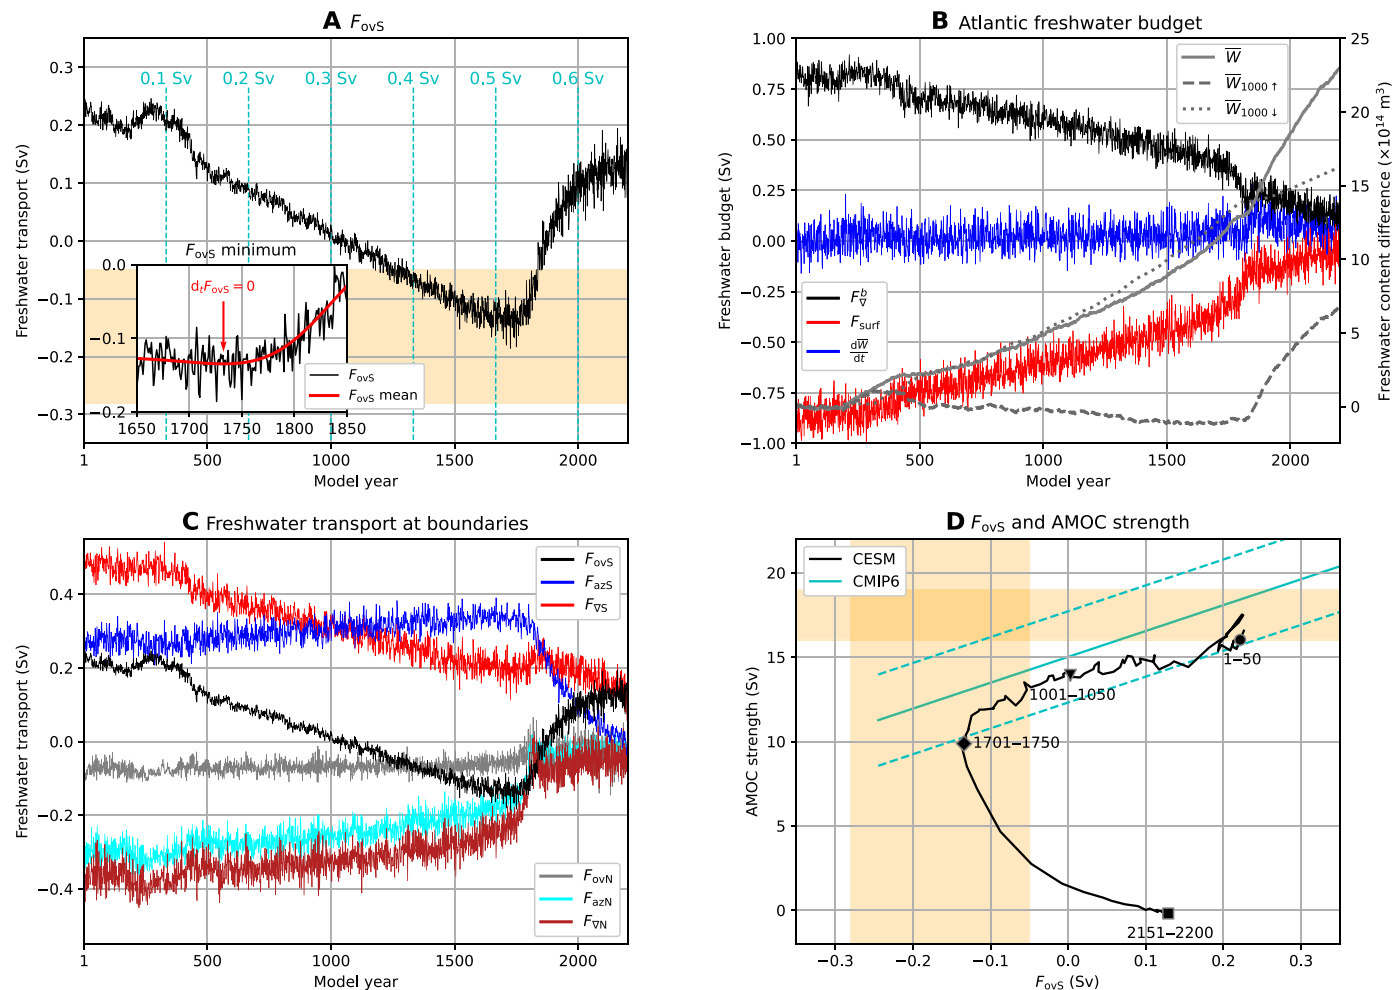 A F_ovS
0.3
0.2
0.1
0.0
−0.1
−0.2
−0.3
Freshwater transport (Sv)
0.1 Sv
0.2 Sv
0.3 Sv
0.4 Sv
0.5 Sv
0.6 Sv
F_ovS minimum
0.0
−0.1
−0.2
d_tF_ovS = 0
F_ovS
F_ovS mean
1650
1700
1750
1800
1850
1
500
1000
1500
2000
Model year
B Atlantic freshwater budget
1.00
0.75
0.50
0.25
0.00
−0.25
−0.50
−0.75
−1.00
Freshwater budget (Sv)
W̅
W̅_1000↑
W̅_1000↓
F_∇^b
F_surf
dW̅/dt
25
20
15
10
5
0
Freshwater content difference (×10^14 m^3)
1
500
1000
1500
2000
Model year
C Freshwater transport at boundaries
0.4
0.2
0.0
−0.2
−0.4
Freshwater transport (Sv)
F_ovS
F_azS
F_∇S
F_ovN
F_azN
F_∇N
1
500
1000
1500
2000
Model year
D F_ovS and AMOC strength
20
15
10
5
0
AMOC strength (Sv)
CESM
CMIP6
1−50
1001−1050
1701−1750
2151−2200
−0.3
−0.2
−0.1
0.0
0.1
0.2
0.3
F_ovS (Sv)